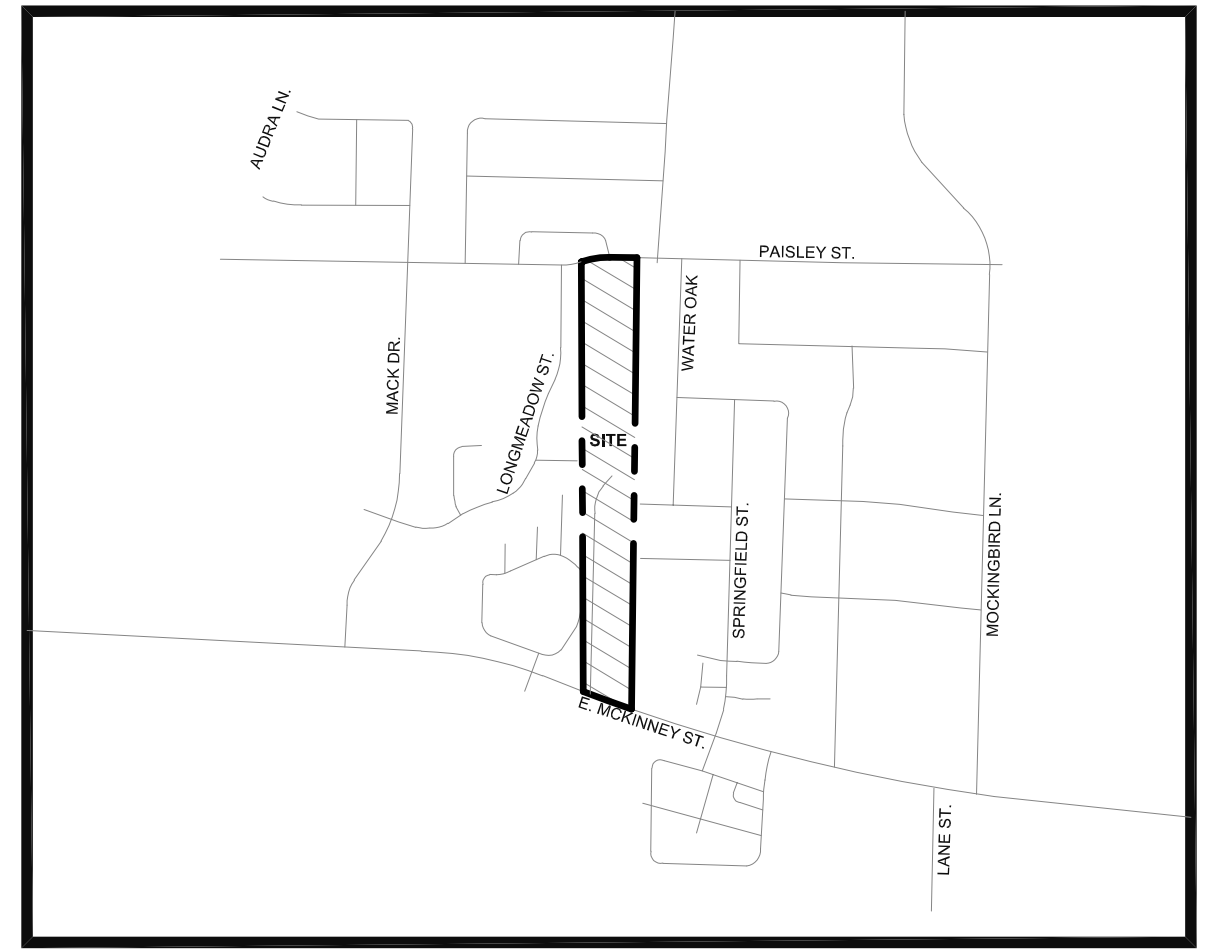 AUDRA LN.
PAISLEY ST.
WATER OAK
MACK DR.
LONGMEADOW ST.
SITE
SPRINGFIELD ST.
MOCKINGBIRD LN.
E. MCKINNEY ST.
LANE ST.